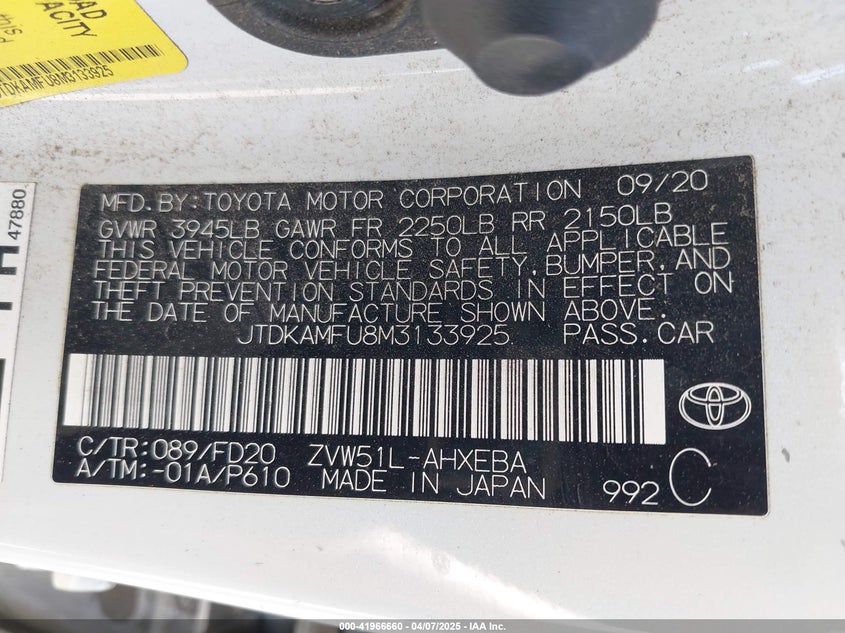 AD
ACITY
JTDKAMFU8M3133925
47880
MFD.BY:TOYOTA MOTOR CORPORATION 09/20
GVWR 3945LB GAWR FR 2250LB RR 2150LB
THIS VEHICLE CONFORMS TO ALL APPLICABLE
FEDERAL MOTOR VEHICLE SAFETY,BUMPER,AND
THEFT PREVENTION STANDARDS IN EFFECT ON
THE DATE OF MANUFACTURE SHOWN ABOVE.
JTDKAMFU8M3133925 PASS.CAR
C/TR:089/FD20 ZVW51L-AHXEBA
A/TM:-01A/P610 MADE IN JAPAN 992 C
000-41966660 | 04/07/2025 - IAA Inc.